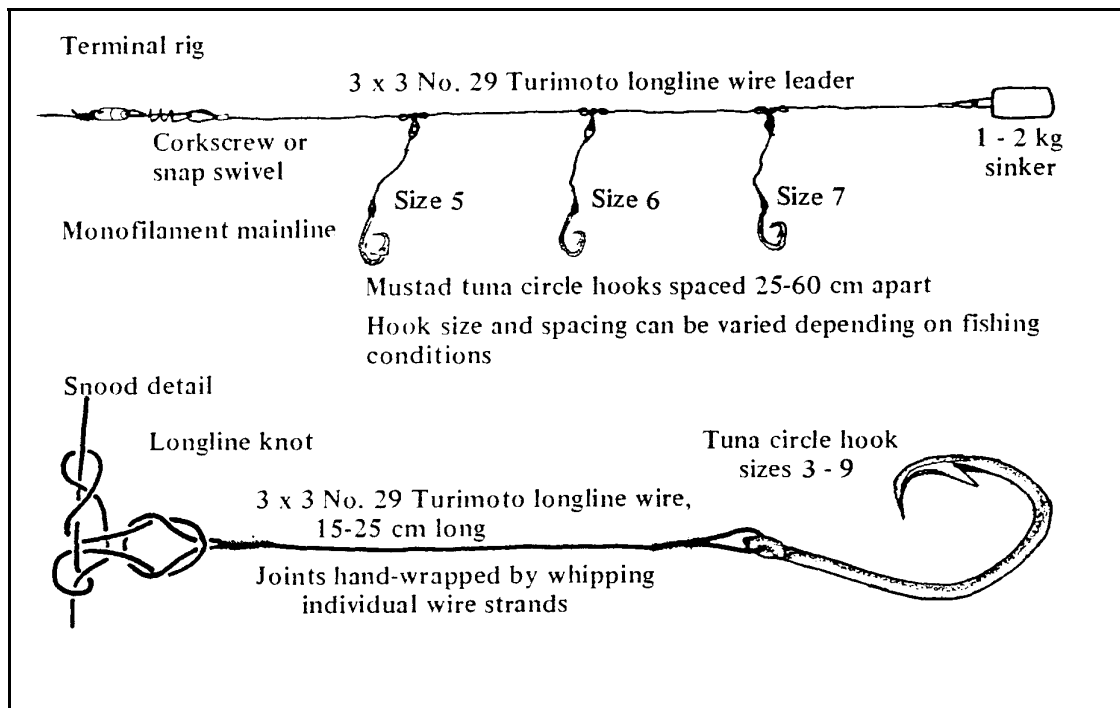 Terminal rig
3 x 3 No. 29 Turimoto longline wire leader
Corkscrew or
snap swivel
1 - 2 kg
sinker
Size 5
Size 6
Size 7
Monofilament mainline
Mustad tuna circle hooks spaced 25-60 cm apart
Hook size and spacing can be varied depending on fishing
conditions
Snood detail
Longline knot
Tuna circle hook
sizes 3 - 9
3 x 3 No. 29 Turimoto longline wire,
15-25 cm long
Joints hand-wrapped by whipping
individual wire strands